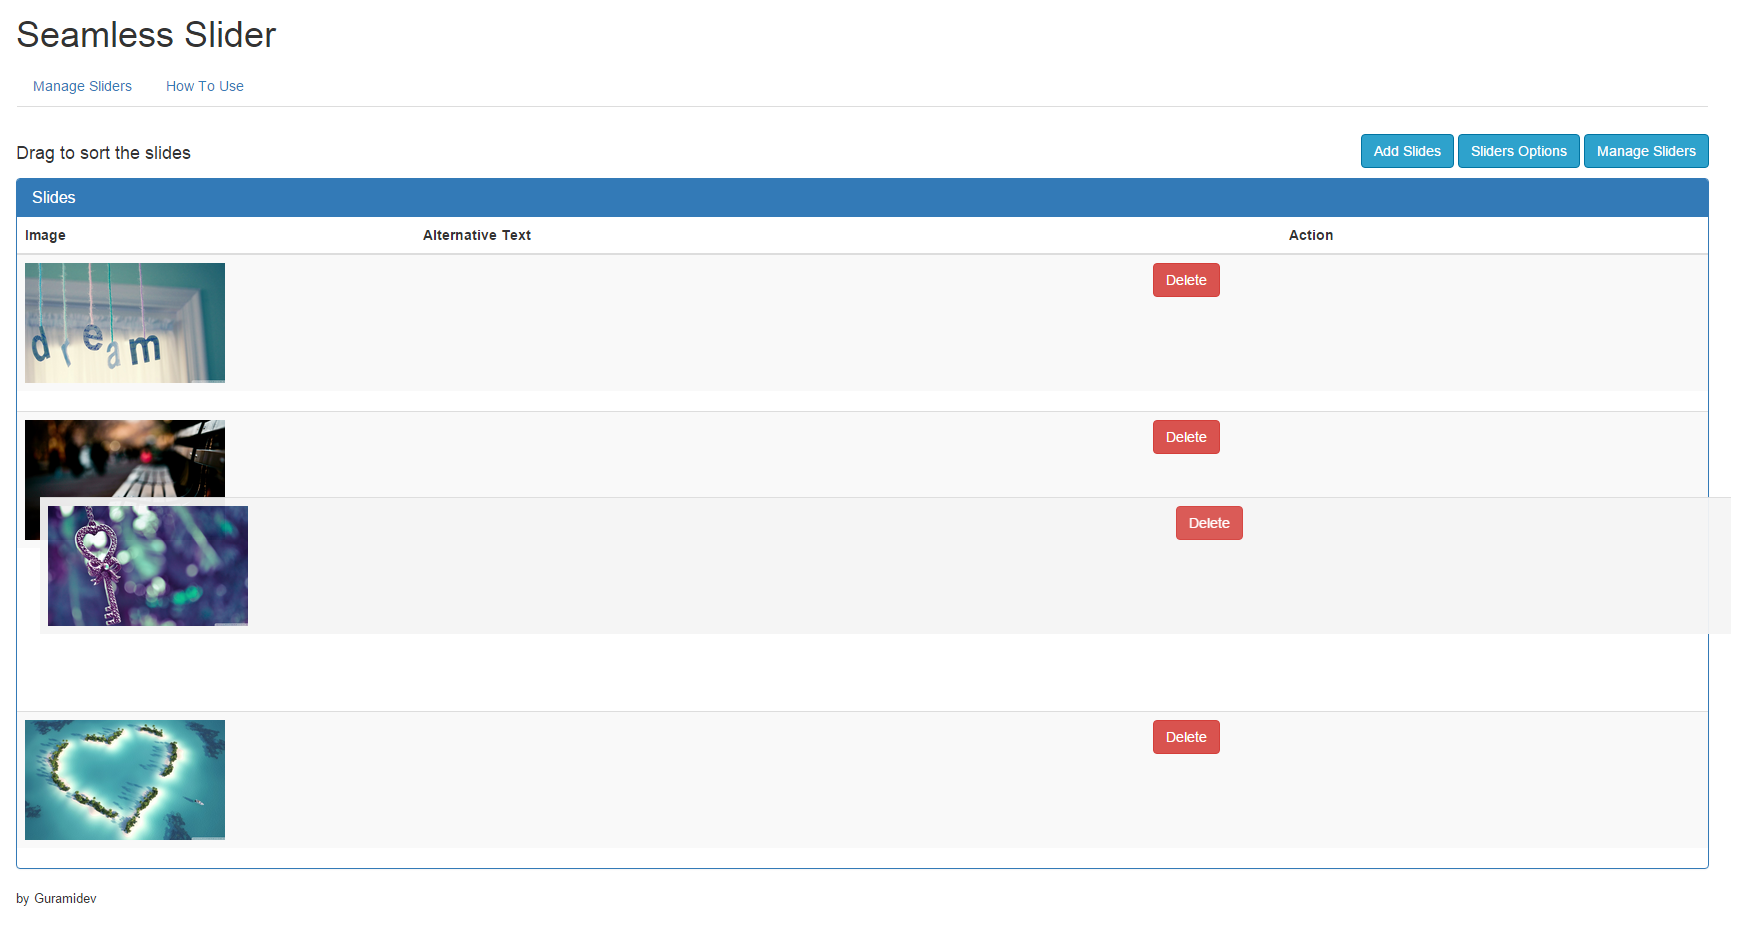 Seamless Slider
Manage Sliders How To Use
Drag to sort the slides
Add Slides Sliders Options Manage Sliders
Slides
Image Alternative Text Action
dream
Delete
Delete
Delete
Delete
by Guramidev